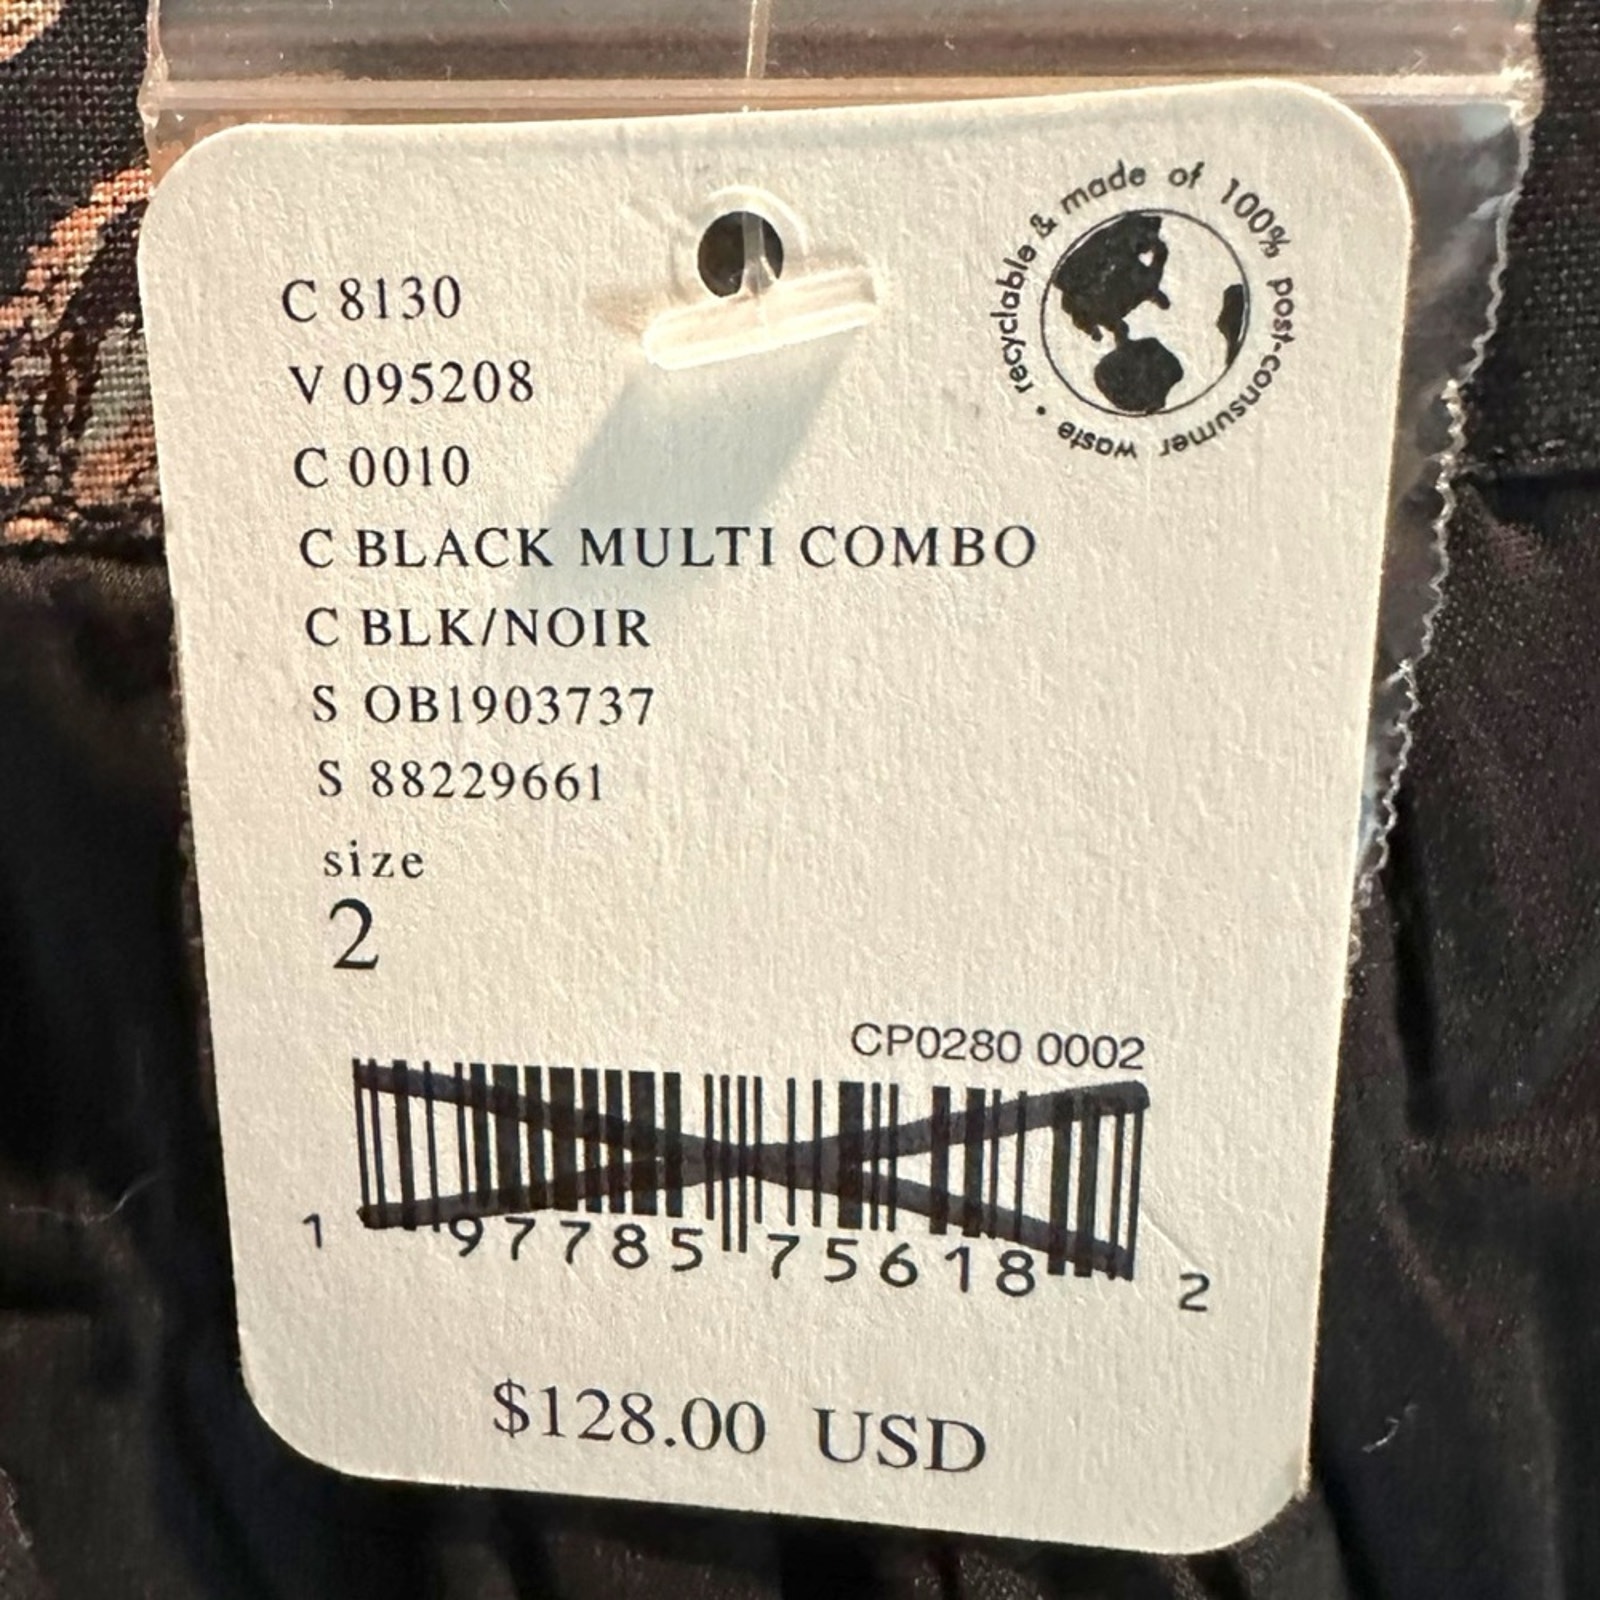 recyclable & made of 100% post-consumer waste •
C 8130
V 095208
C 0010
C BLACK MULTI COMBO
C BLK/NOIR
S OB1903737
S 88229661
size
2
CP0280 0002
1 97785 75618 2
$128.00 USD